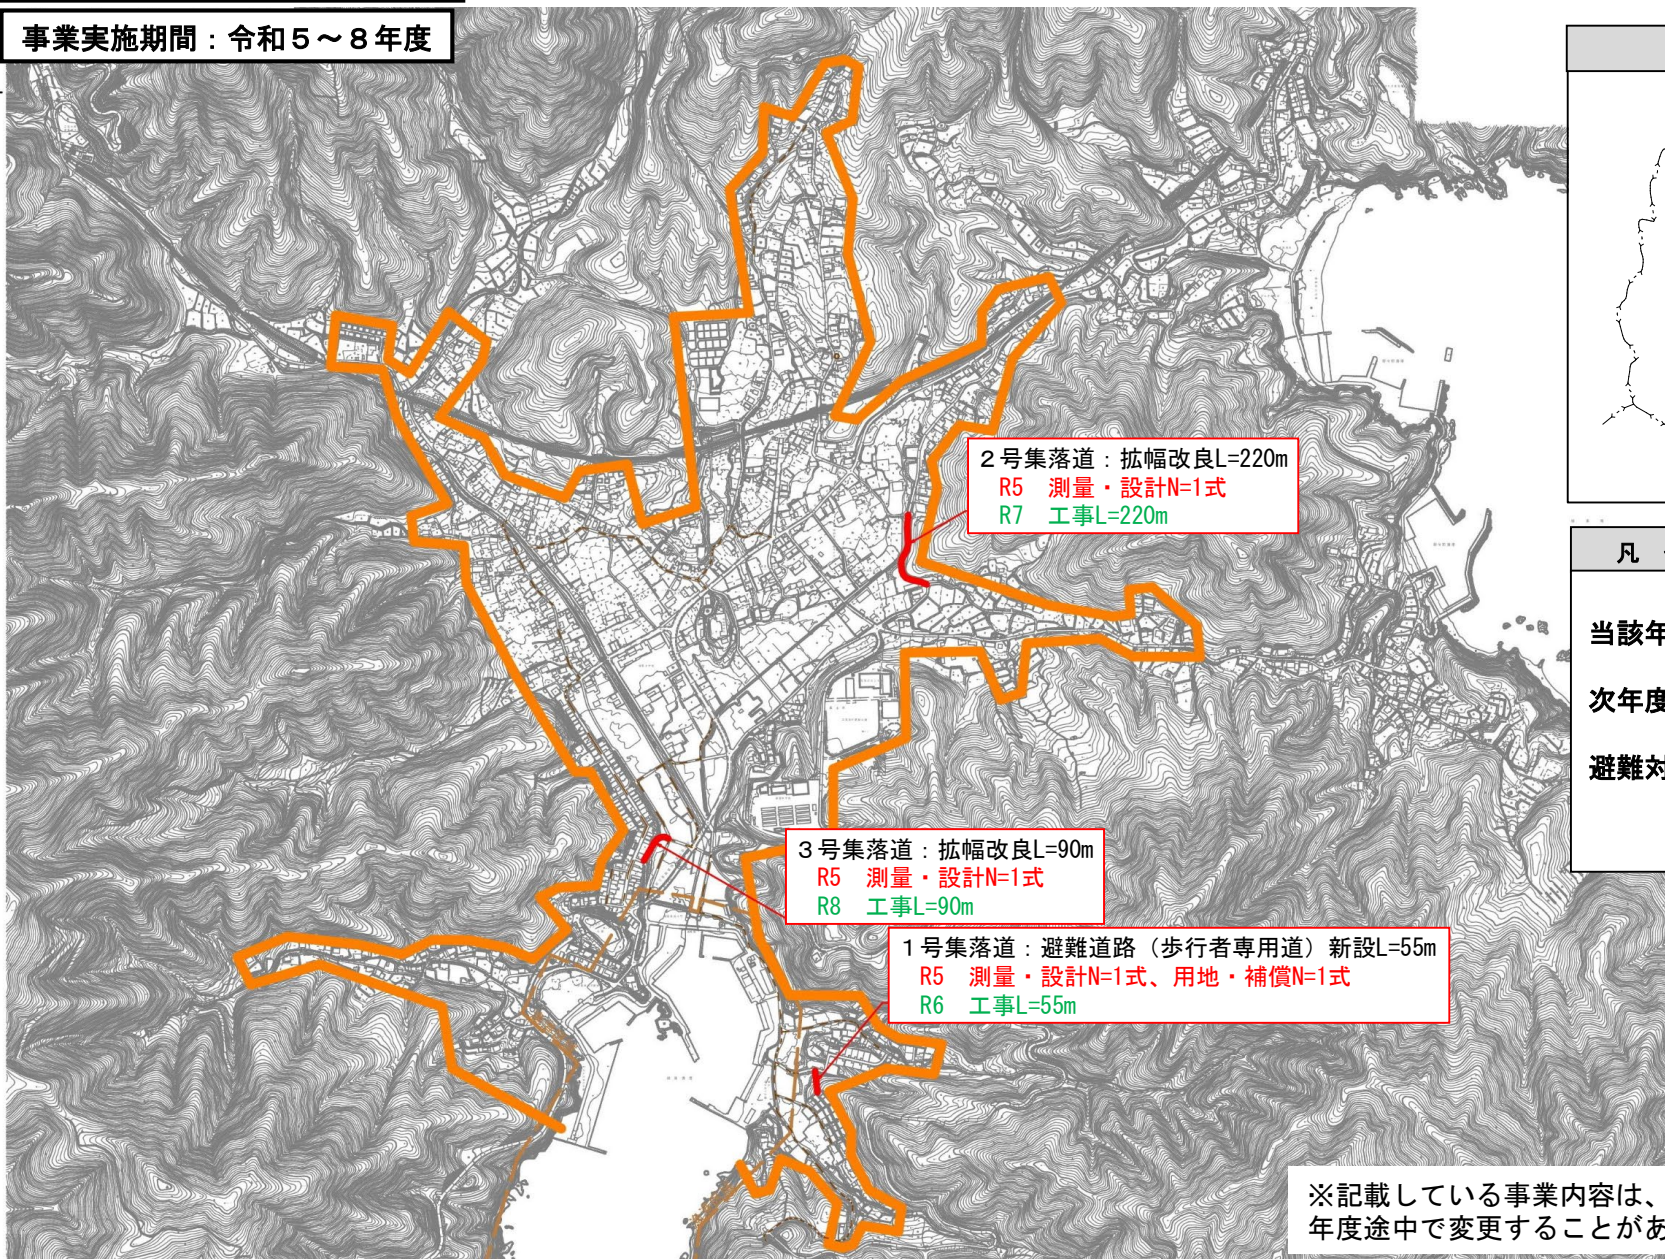 事業実施期間：令和５～８年度
２号集落道：拡幅改良L=220m
R5　測量・設計N=1式
R7　工事L=220m
凡
当該年
次年度
避難対
３号集落道：拡幅改良L=90m
R5　測量・設計N=1式
R8　工事L=90m
１号集落道：避難道路（歩行者専用道）新設L=55m
R5　測量・設計N=1式、用地・補償N=1式
R6　工事L=55m
※記載している事業内容は、
年度途中で変更することがあ